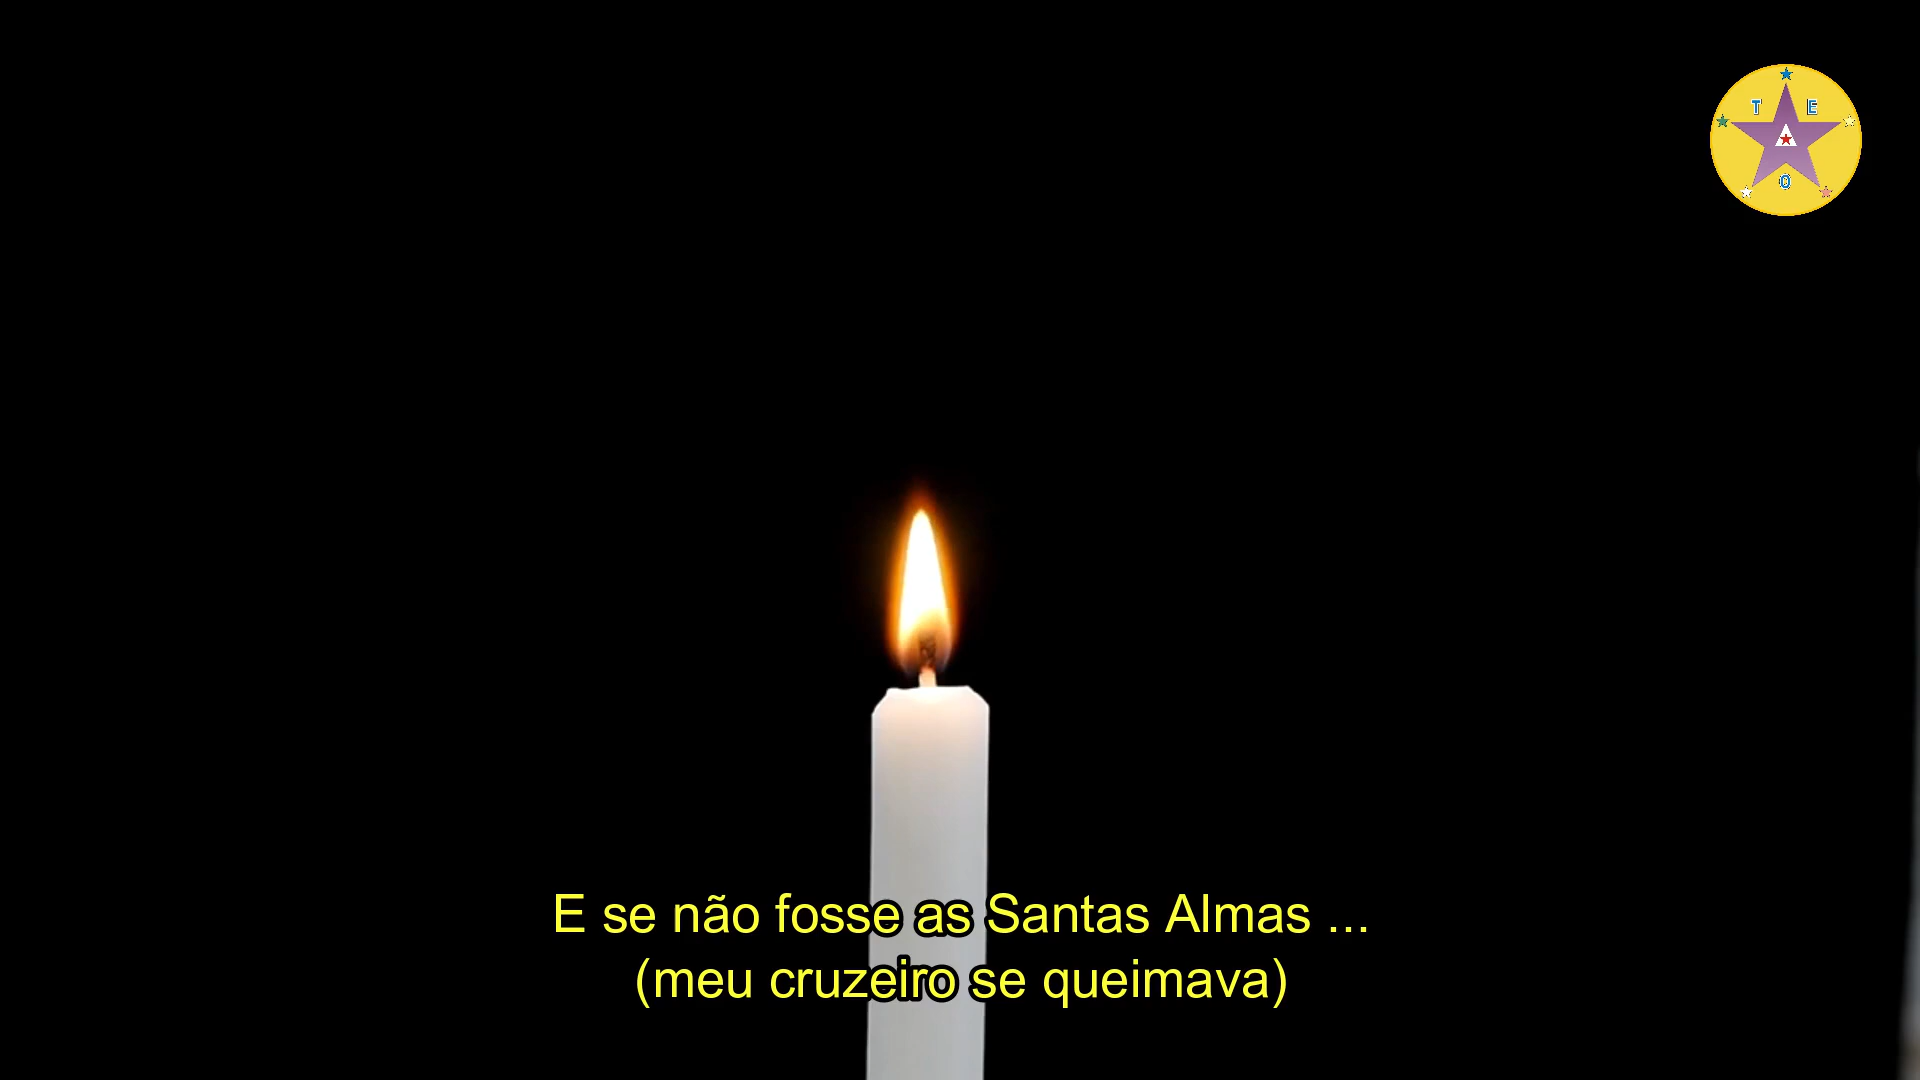 T E
O
E se não fosse as Santas Almas ...
(meu cruzeiro se queimava)